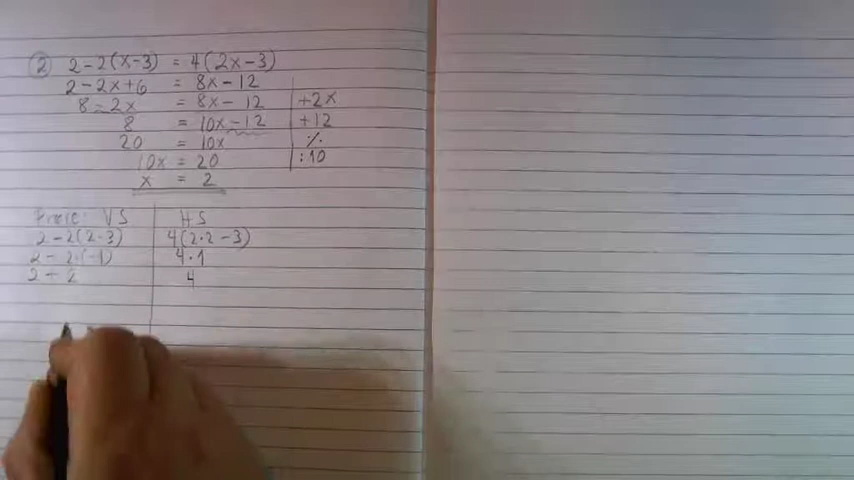 ② 2-2(x-3) = 4(2x-3)
2-2x+6 = 8x-12
8-2x = 8x-12 | +2x
8 = 10x-12 | +12
20 = 10x | ٪
10x = 20 | :10
x = 2
Prøve: VS | HS
2-2(2-3) | 4(2·2-3)
2-2·(-1) | 4·1
2+2 | 4